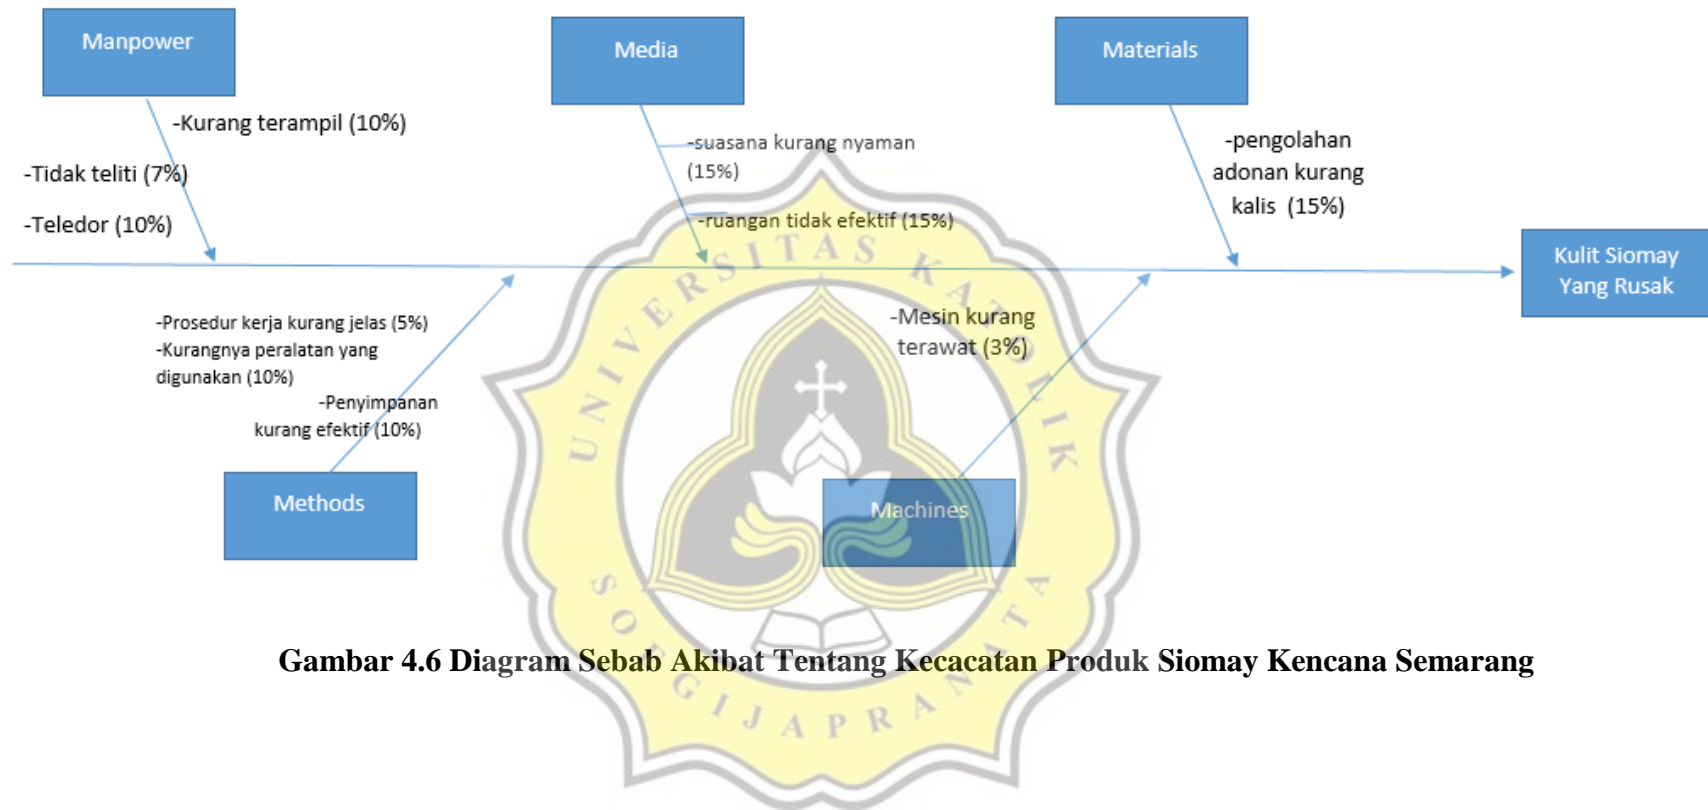 Manpower
Media
Materials
-Kurang terampil (10%)
-Tidak teliti (7%)
-Teledor (10%)
-suasana kurang nyaman
(15%)
-ruangan tidak efektif (15%)
-pengolahan
adonan kurang
kalis (15%)
Kulit Siomay
Yang Rusak
-Prosedur kerja kurang jelas (5%)
-Kurangnya peralatan yang
digunakan (10%)
-Penyimpanan
kurang efektif (10%)
-Mesin kurang
terawat (3%)
Methods
Machines
UNIVERSITAS KATOLIK
SOEGIJAPRANATA
Gambar 4.6 Diagram Sebab Akibat Tentang Kecacatan Produk Siomay Kencana Semarang